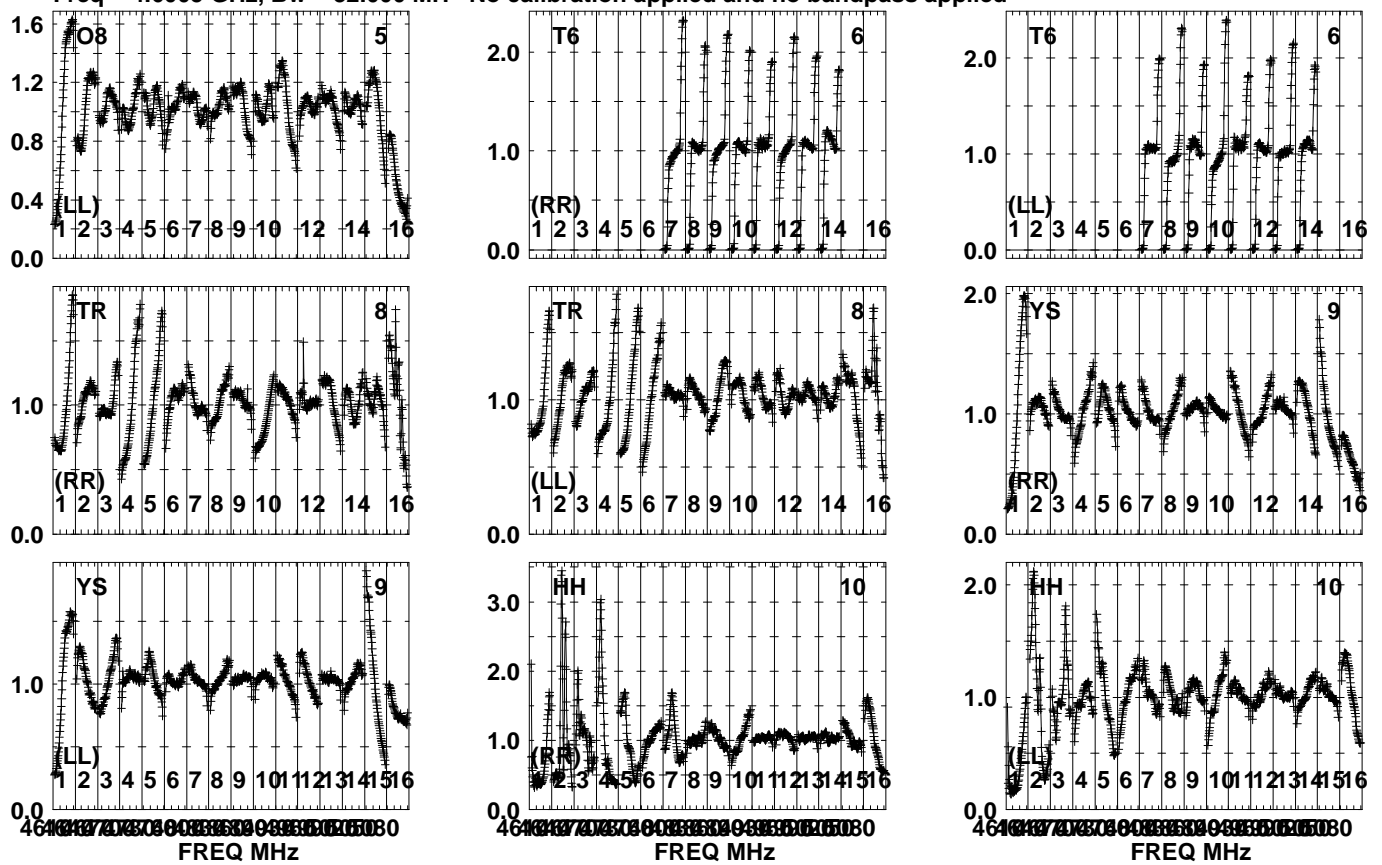 No calibration applied and no bandpass applied
O8 5
(LL)
1 2 3 4 5 6 7 8 9 10 12 14 16
1.6
1.2
1.0
0.8
0.4
0.0
T6 6
(RR)
1 2 3 4 5 6 7 8 9 10 12 14 16
2.0
1.0
0.0
T6 6
(LL)
1 2 3 4 5 6 7 8 9 10 12 14 16
2.0
1.0
0.0
TR 8
(RR)
1 2 3 4 5 6 7 8 9 10 12 14 16
1.0
0.0
TR 8
(LL)
1 2 3 4 5 6 7 8 9 10 12 14 16
1.0
0.0
YS 9
(RR)
1 2 3 4 5 6 7 8 9 10 12 14 16
2.0
1.0
0.0
YS 9
(LL)
1 2 3 4 5 6 7 8 9 10 11 12 13 15 16
1.0
0.0
HH 10
(RR)
1 2 3 4 5 6 7 8 9 10 11 12 13 14 15 16
3.0
2.0
1.0
0.0
HH 10
(LL)
1 2 3 4 5 6 7 8 9 10 11 12 13 14 15 16
2.0
1.0
0.0
FREQ MHz
FREQ MHz
FREQ MHz